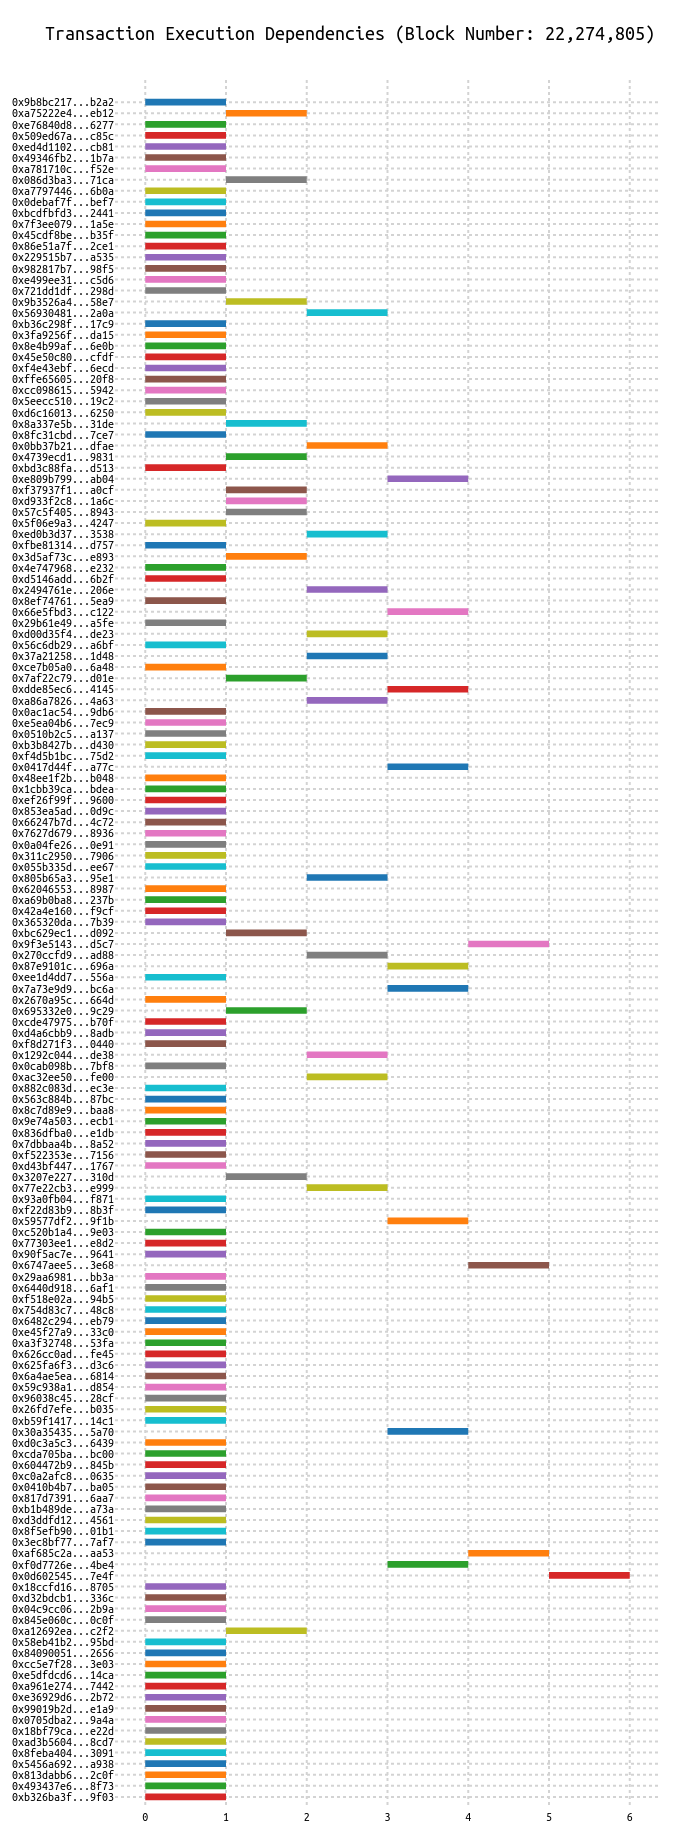 Transaction Execution Dependencies (Block Number: 22,274,805)
0x9b8bc217...b2a2
0xa75222e4...eb12
0xe76840d8...6277
0x509ed67a...c85c
0xed4d1102...cb81
0x49346fb2...1b7a
0xa781710c...f52e
0x086d3ba3...71ca
0xa7797446...6b0a
0x0debaf7f...bef7
0xbcdfbfd3...2441
0x7f3ee079...1a5e
0x45cdf8be...b35f
0x86e51a7f...2ce1
0x229515b7...a535
0x982817b7...98f5
0xe499ee31...c5d6
0x721dd1df...298d
0x9b3526a4...58e7
0x56930481...2a0a
0xb36c298f...17c9
0x3fa9256f...da15
0x8e4b99af...6e0b
0x45e50c80...cfdf
0xf4e43ebf...6ecd
0xffe65605...20f8
0xcc098615...5942
0x5eecc510...19c2
0xd6c16013...6250
0x8a337e5b...31de
0x8fc31cbd...7ce7
0x0bb37b21...dfae
0x4739ecd1...9831
0xbd3c88fa...d513
0xe809b799...ab04
0xf37937f1...a0cf
0xd933f2c8...1a6c
0x57c5f405...8943
0x5f06e9a3...4247
0xed0b3d37...3538
0xfbe81314...d757
0x3d5af73c...e893
0x4e747968...e232
0xd5146add...6b2f
0x2494761e...206e
0x8ef74761...5ea9
0x66e5fbd3...c122
0x29b61e49...a5fe
0xd00d35f4...de23
0x56c6db29...a6bf
0x37a21258...1d48
0xce7b05a0...6a48
0x7af22c79...d01e
0xdde85ec6...4145
0xa86a7826...4a63
0x0ac1ac54...9db6
0xe5ea04b6...7ec9
0x0510b2c5...a137
0xb3b8427b...d430
0xf4d5b1bc...75d2
0x0417d44f...a77c
0x48ee1f2b...b048
0x1cbb39ca...bdea
0xef26f99f...9600
0x853ea5ad...0d9c
0x66247b7d...4c72
0x7627d679...8936
0x0a04fe26...0e91
0x311c2950...7906
0x055b335d...ee67
0x805b65a3...95e1
0x62046553...8987
0xa69b0ba8...237b
0x42a4e160...f9cf
0x365320da...7b39
0xbc629ec1...d092
0x9f3e5143...d5c7
0x270ccfd9...ad88
0x87e9101c...696a
0xee1d4dd7...556a
0x7a73e9d9...bc6a
0x2670a95c...664d
0x695332e0...9c29
0xcde47975...b70f
0xd4a6cbb9...8adb
0xf8d271f3...0440
0x1292c044...de38
0x0cab098b...7bf8
0xac32ee50...fe00
0x882c083d...ec3e
0x563c884b...87bc
0x8c7d89e9...baa8
0x9e74a503...ecb1
0x836dfba0...e1db
0x7dbbaa4b...8a52
0xf522353e...7156
0xd43bf447...1767
0x3207e227...310d
0x77e22cb3...e999
0x93a0fb04...f871
0xf22d83b9...8b3f
0x59577df2...9f1b
0xc520b1a4...9e03
0x77303ee1...e8d2
0x90f5ac7e...9641
0x6747aee5...3e68
0x29aa6981...bb3a
0x6440d918...6af1
0xf518e02a...94b5
0x754d83c7...48c8
0x6482c294...eb79
0xe45f27a9...33c0
0xa3f32748...53fa
0x626cc0ad...fe45
0x625fa6f3...d3c6
0x6a4ae5ea...6814
0x59c938a1...d854
0x96038c45...28cf
0x26fd7efe...b035
0xb59f1417...14c1
0x30a35435...5a70
0xd0c3a5c3...6439
0xcda705ba...bc00
0x604472b9...845b
0xc0a2afc8...0635
0x0410b4b7...ba05
0x817d7391...6aa7
0xb1b489de...a73a
0xd3ddfd12...4561
0x8f5efb90...01b1
0x3ec8bf77...7af7
0xaf685c2a...aa53
0xf0d7726e...4be4
0x0d602545...7e4f
0x18ccfd16...8705
0xd32bdcb1...336c
0x04c9cc06...2b9a
0x845e060c...0c0f
0xa12692ea...c2f2
0x58eb41b2...95bd
0x84090051...2656
0xcc5e7f28...3e03
0xe5dfdcd6...14ca
0xa961e274...7442
0xe36929d6...2b72
0x99019b2d...e1a9
0x0705dba2...9a4a
0x18bf79ca...e22d
0xad3b5604...8cd7
0x8feba404...3091
0x5456a692...a938
0x813dabb6...2c0f
0x493437e6...8f73
0xb326ba3f...9f03
0 1 2 3 4 5 6